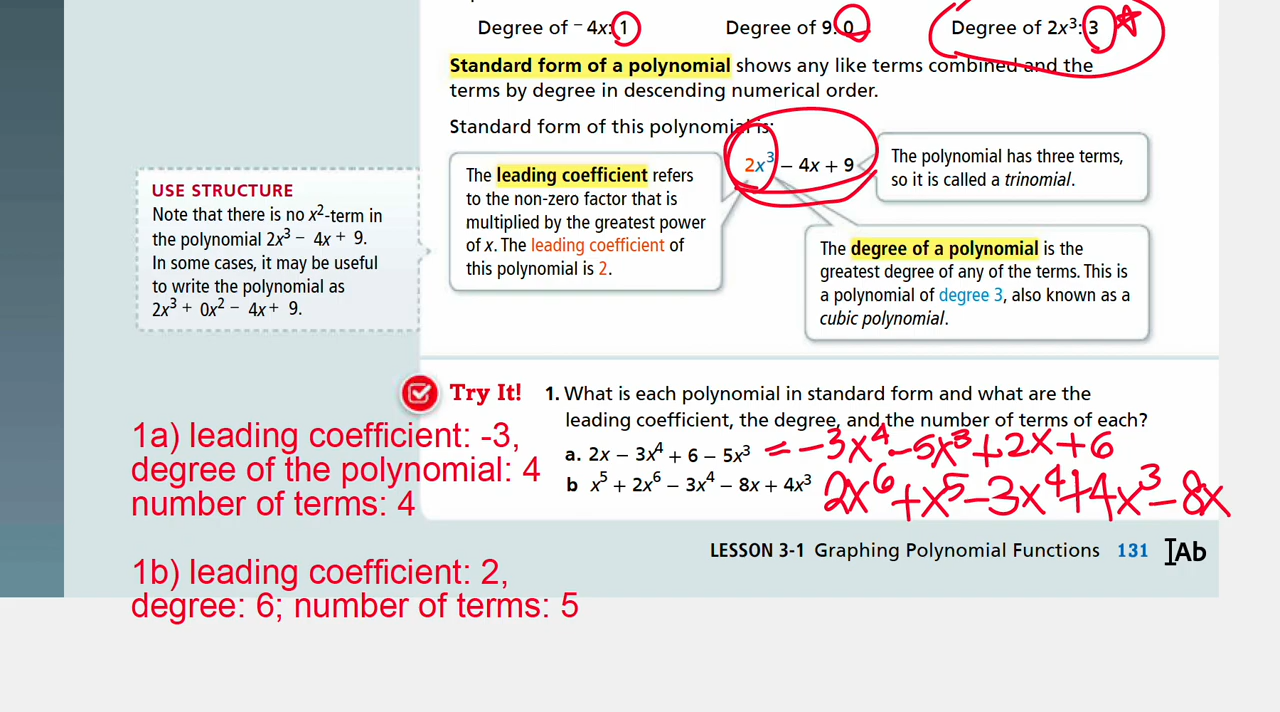 Degree of −4x: 1
Degree of 9: 0
Degree of 2x³: 3
Standard form of a polynomial shows any like terms combined and the
terms by degree in descending numerical order.
Standard form of this polynomial is:
2x³ − 4x + 9
The leading coefficient refers
to the non-zero factor that is
multiplied by the greatest power
of x. The leading coefficient of
this polynomial is 2.
The polynomial has three terms,
so it is called a trinomial.
The degree of a polynomial is the
greatest degree of any of the terms. This is
a polynomial of degree 3, also known as a
cubic polynomial.
USE STRUCTURE
Note that there is no x²-term in
the polynomial 2x³ − 4x + 9.
In some cases, it may be useful
to write the polynomial as
2x³ + 0x² − 4x + 9.
Try It! 1. What is each polynomial in standard form and what are the
leading coefficient, the degree, and the number of terms of each?
a. 2x − 3x⁴ + 6 − 5x³ = −3x⁴ − 5x³ + 2x + 6
b x⁵ + 2x⁶ − 3x⁴ − 8x + 4x³ 2x⁶ + x⁵ − 3x⁴ + 4x³ − 8x
1a) leading coefficient: -3,
degree of the polynomial: 4
number of terms: 4
LESSON 3-1 Graphing Polynomial Functions 131
Ab
1b) leading coefficient: 2,
degree: 6; number of terms: 5